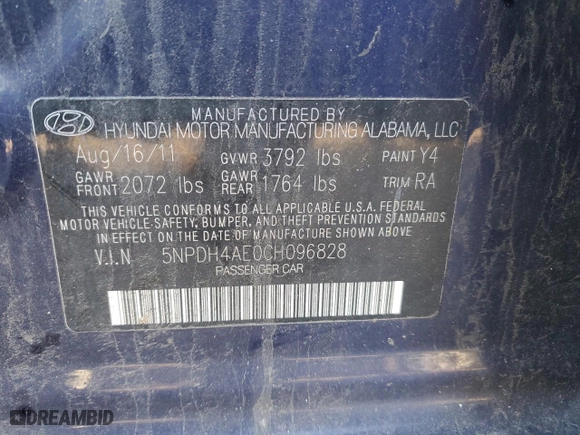 MANUFACTURED BY
HYUNDAI MOTOR MANUFACTURING ALABAMA, LLC
Aug/16/11 GVWR 3792 lbs PAINT Y4
GAWR FRONT 2072 lbs GAWR REAR 1764 lbs TRIM RA
THIS VEHICLE CONFORMS TO ALL APPLICABLE U.S.A. FEDERAL
MOTOR VEHICLE SAFETY, BUMPER, AND THEFT PREVENTION STANDARDS
IN EFFECT ON THE DATE OF MANUFACTURE SHOWN ABOVE.
V.I.N 5NPDH4AE0CH096828
PASSENGER CAR
DREAMBID